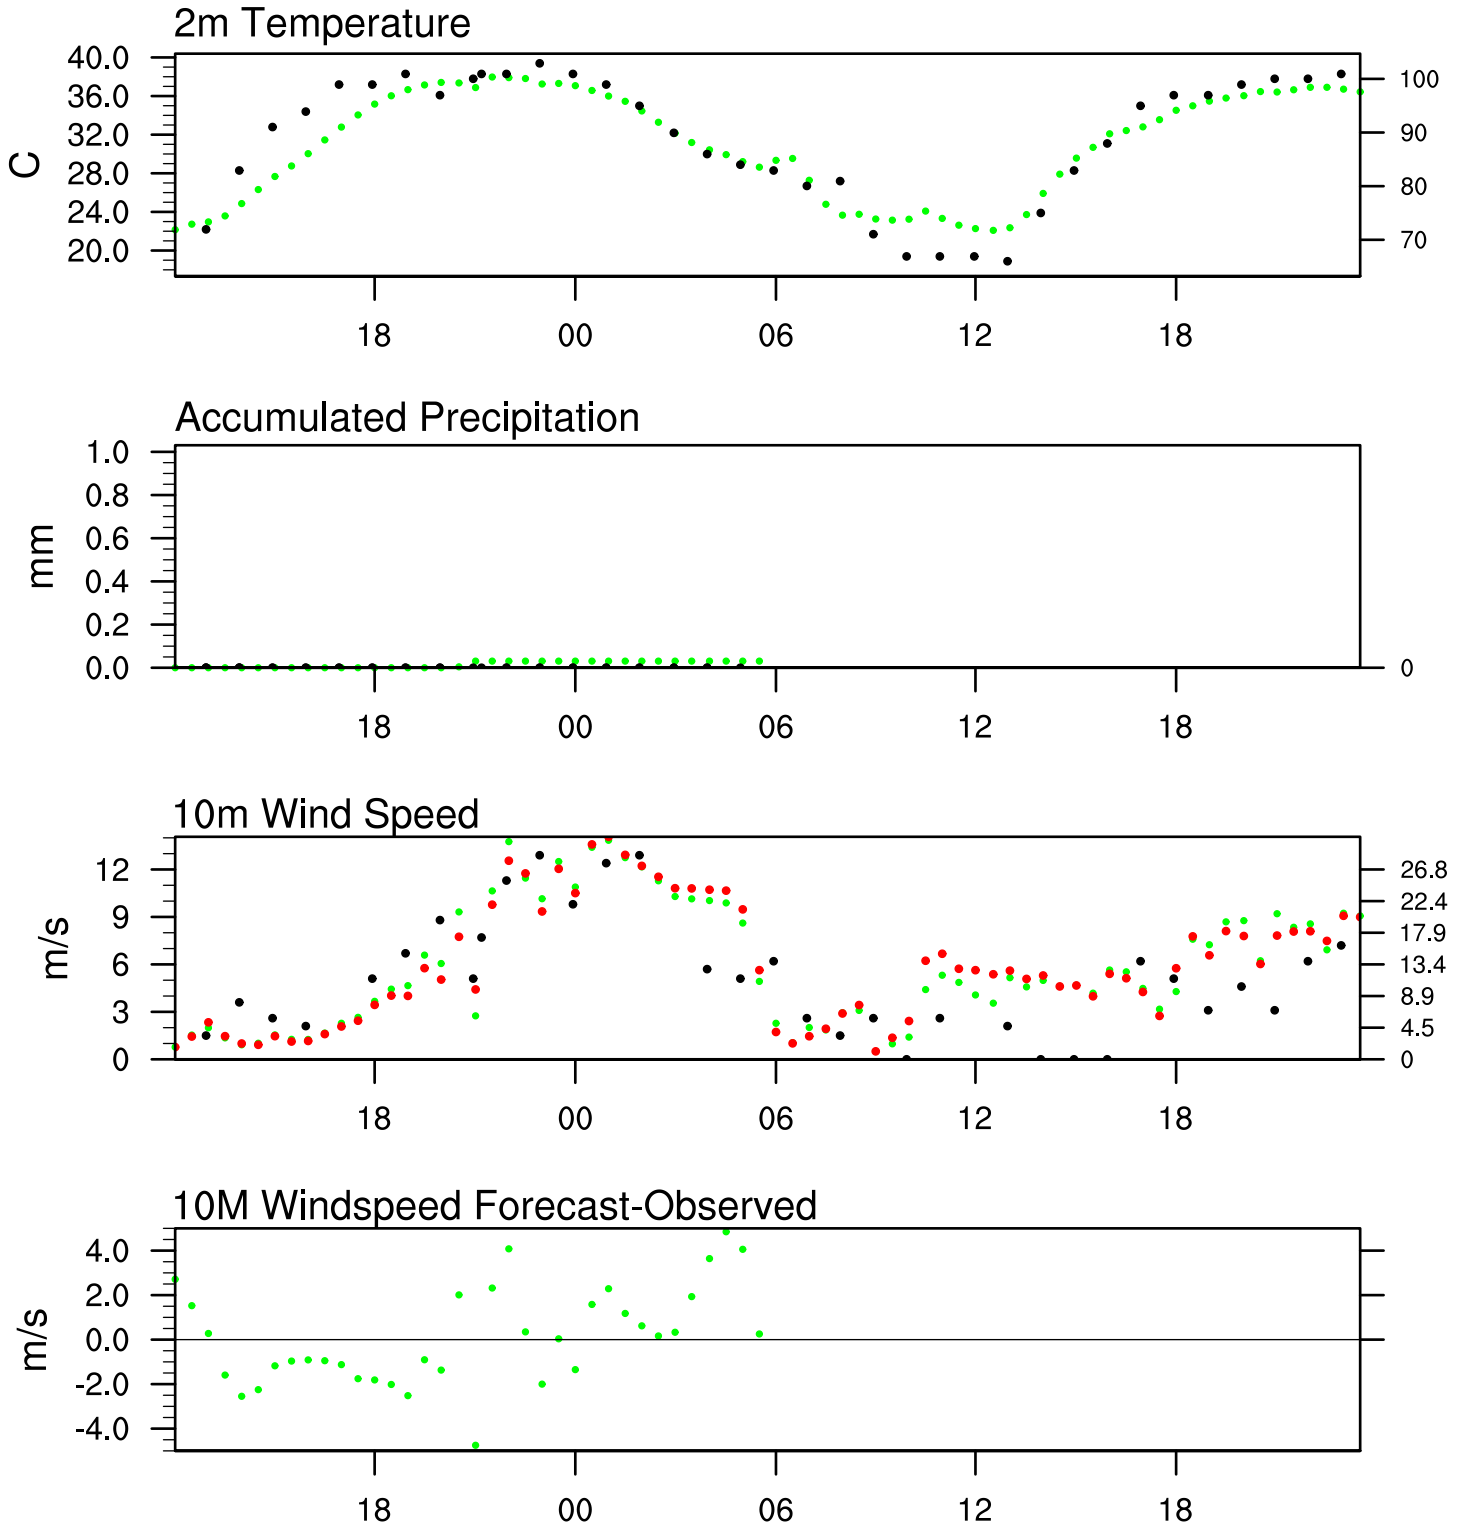 2m Temperature
40.0
36.0
32.0
28.0
24.0
20.0
C
100
90
80
70
18 00 06 12 18
Accumulated Precipitation
1.0
0.8
0.6
0.4
0.2
0.0
mm
0
18 00 06 12 18
10m Wind Speed
12
9
6
3
0
m/s
26.8
22.4
17.9
13.4
8.9
4.5
0
18 00 06 12 18
10M Windspeed Forecast-Observed
4.0
2.0
0.0
-2.0
-4.0
m/s
18 00 06 12 18